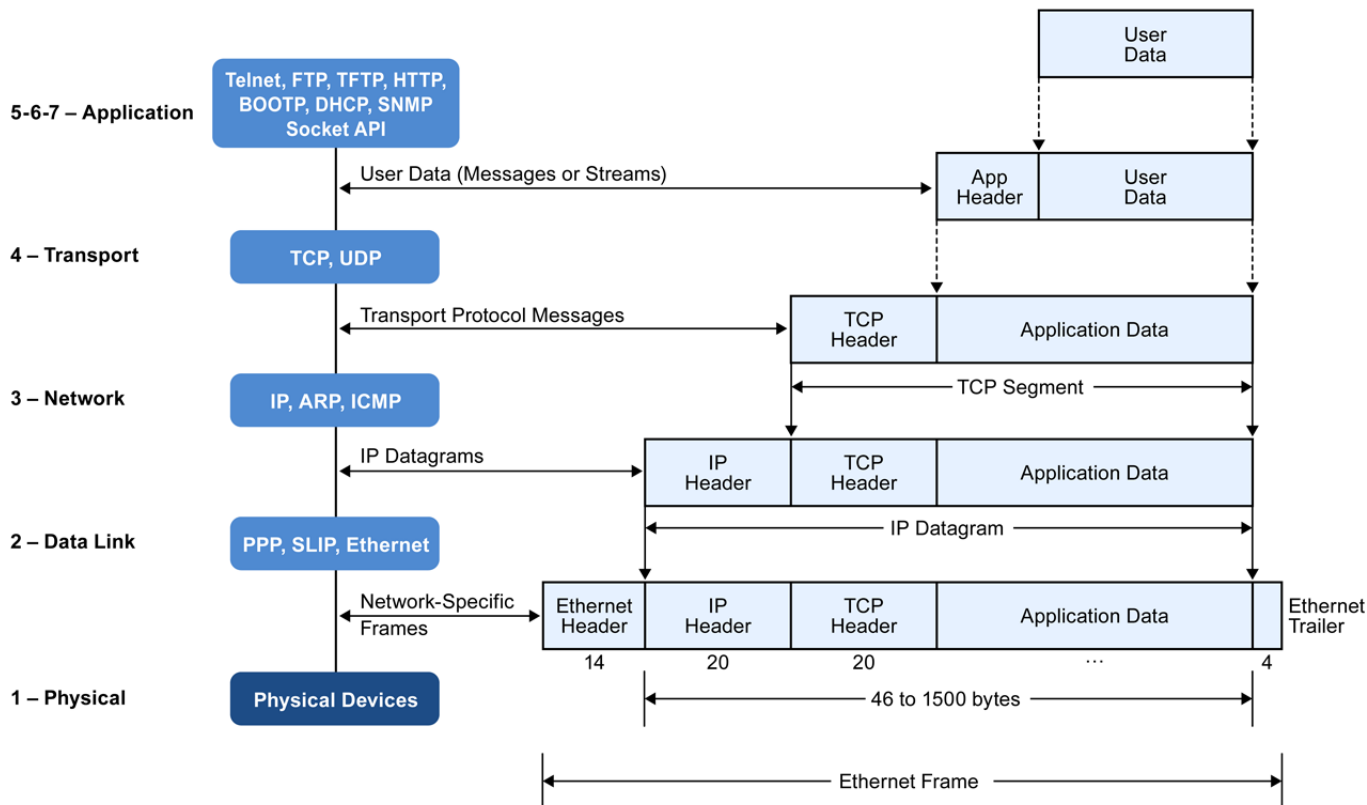 User
Data
Telnet, FTP, TFTP, HTTP,
BOOTP, DHCP, SNMP
Socket API
5-6-7 – Application
User Data (Messages or Streams)
App
Header
User
Data
4 – Transport
TCP, UDP
Transport Protocol Messages
TCP
Header
Application Data
TCP Segment
3 – Network
IP, ARP, ICMP
IP Datagrams
IP
Header
TCP
Header
Application Data
IP Datagram
2 – Data Link
PPP, SLIP, Ethernet
Network-Specific
Frames
Ethernet
Header
IP
Header
TCP
Header
Application Data
Ethernet
Trailer
14
20
20
...
4
1 – Physical
Physical Devices
46 to 1500 bytes
Ethernet Frame